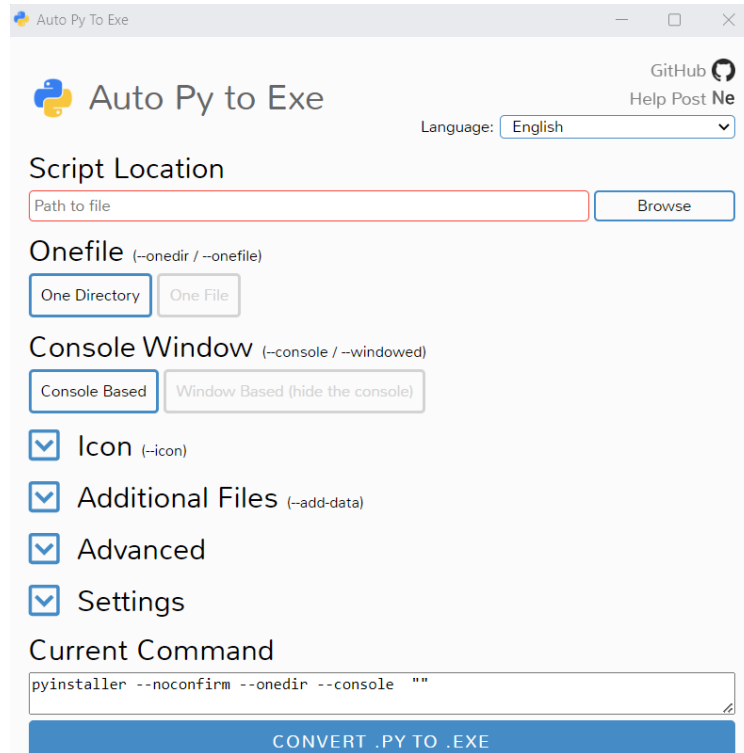 Auto Py To Exe
GitHub
Auto Py to Exe
Help Post Ne
Language: English
Script Location
Path to file
Browse
Onefile (--onedir / --onefile)
One Directory
One File
Console Window (--console / --windowed)
Console Based
Window Based (hide the console)
Icon (--icon)
Additional Files (--add-data)
Advanced
Settings
Current Command
pyinstaller --noconfirm --onedir --console  ""
CONVERT .PY TO .EXE